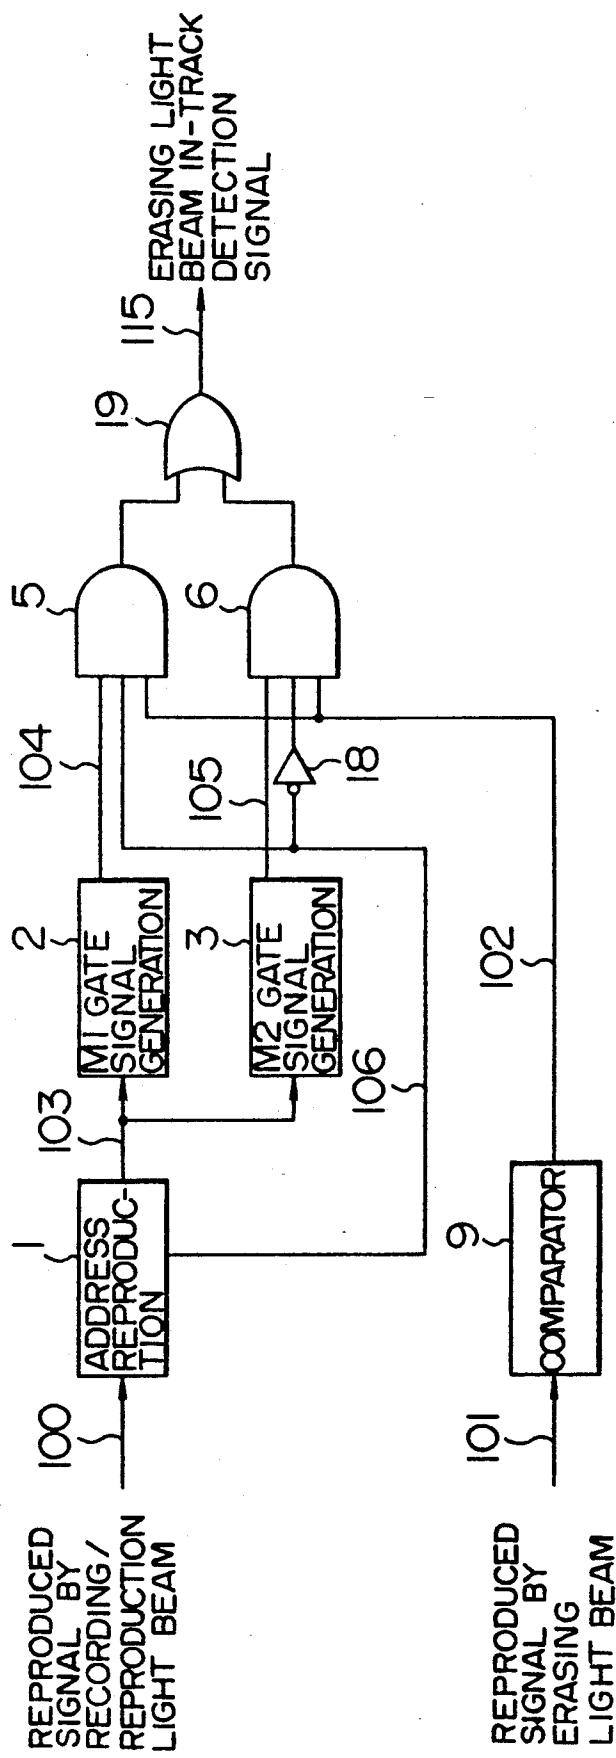 REPRODUCED
SIGNAL BY
RECORDING/
REPRODUCTION
LIGHT BEAM
100
1
ADDRESS
REPRODUC-
TION
103
2
M1 GATE
SIGNAL
GENERATION
104
3
M2 GATE
SIGNAL
GENERATION
105
106
18
5
6
19
115
ERASING LIGHT
BEAM IN-TRACK
DETECTION
SIGNAL
REPRODUCED
SIGNAL BY
ERASING
LIGHT BEAM
101
9
COMPARATOR
102